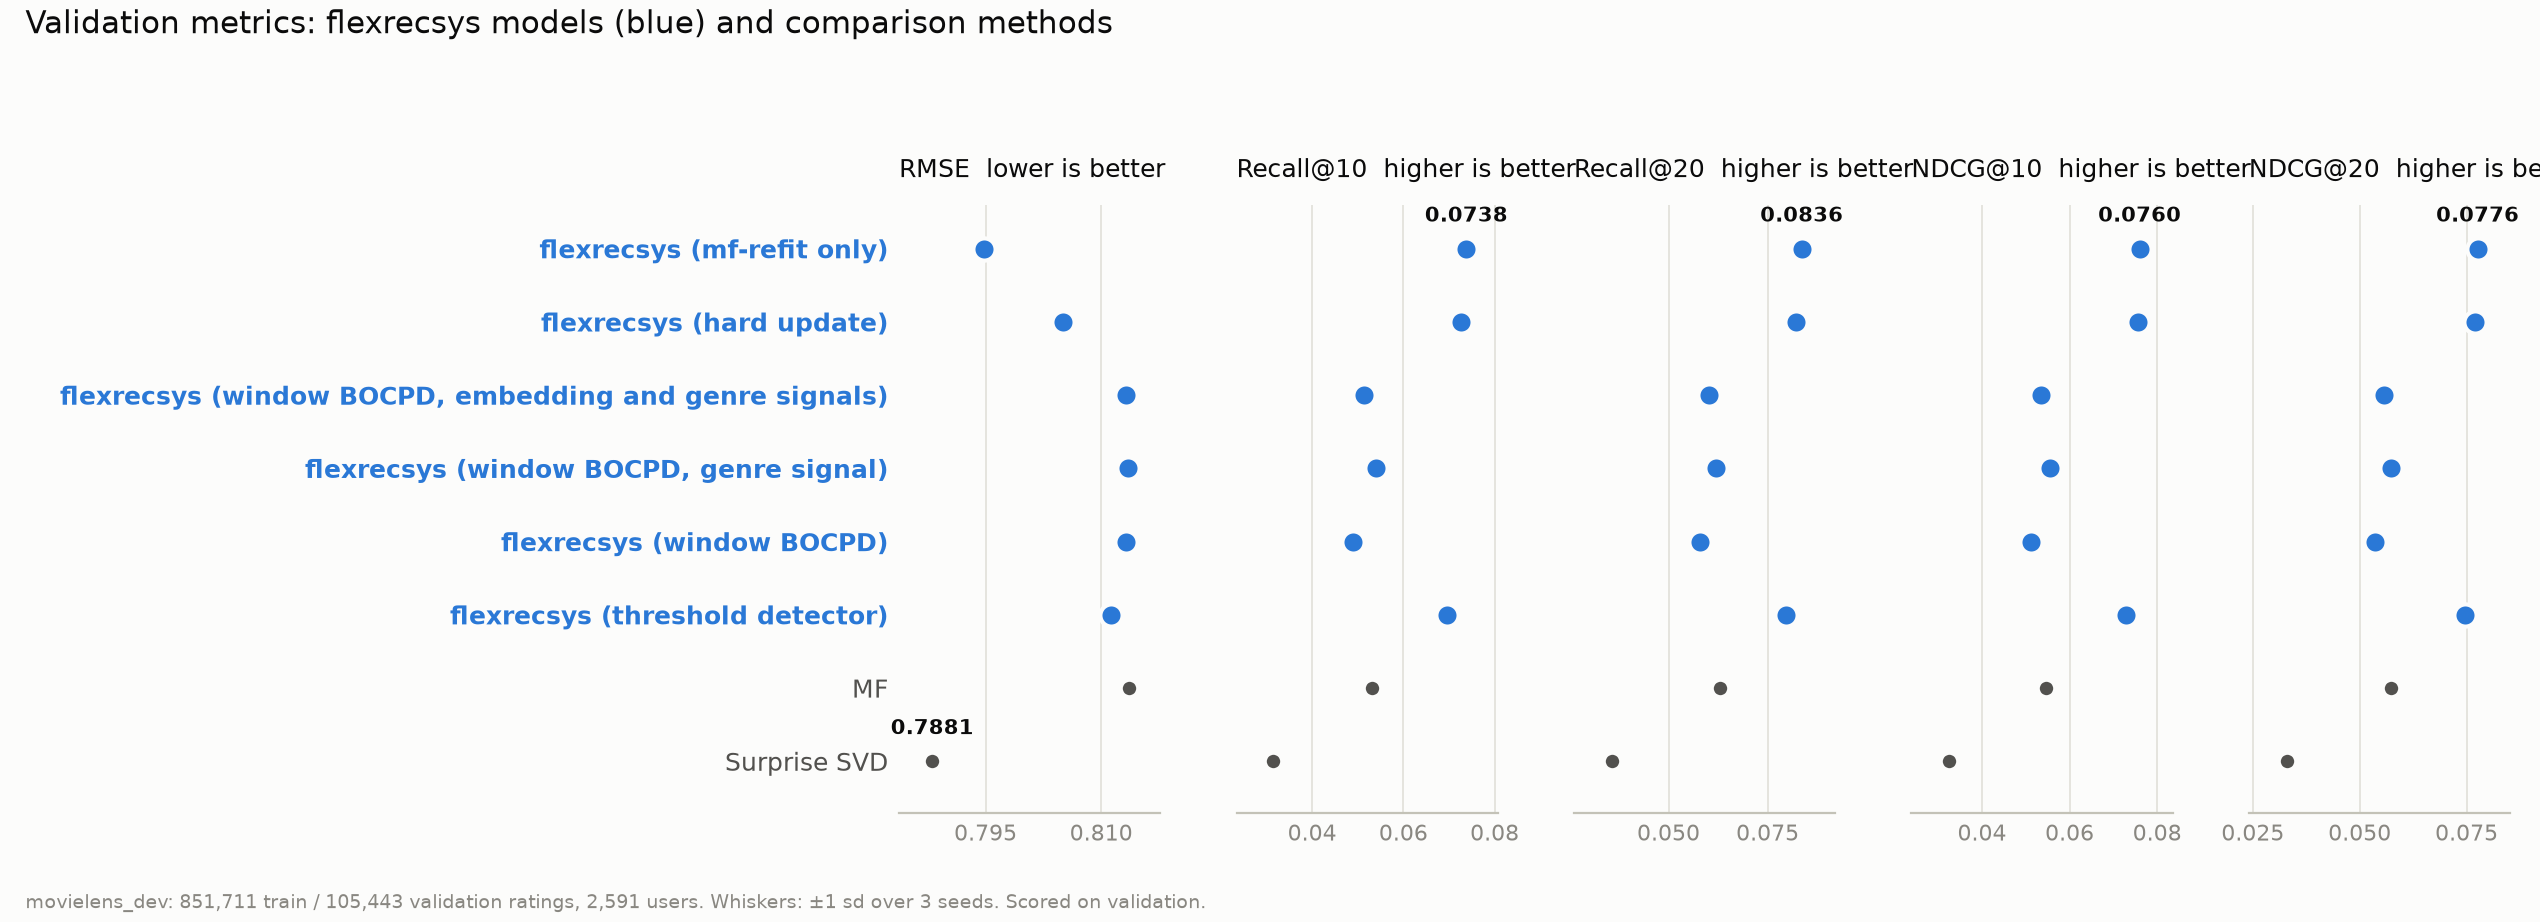 Validation metrics: flexrecsys models (blue) and comparison methods
RMSE  lower is better
Recall@10  higher is better
Recall@20  higher is better
NDCG@10  higher is better
NDCG@20  higher is be
0.0738
0.0836
0.0760
0.0776
flexrecsys (mf-refit only)
flexrecsys (hard update)
flexrecsys (window BOCPD, embedding and genre signals)
flexrecsys (window BOCPD, genre signal)
flexrecsys (window BOCPD)
flexrecsys (threshold detector)
MF
0.7881
Surprise SVD
0.795 0.810
0.04 0.06 0.08
0.050 0.075
0.04 0.06 0.08
0.025 0.050 0.075
movielens_dev: 851,711 train / 105,443 validation ratings, 2,591 users. Whiskers: ±1 sd over 3 seeds. Scored on validation.